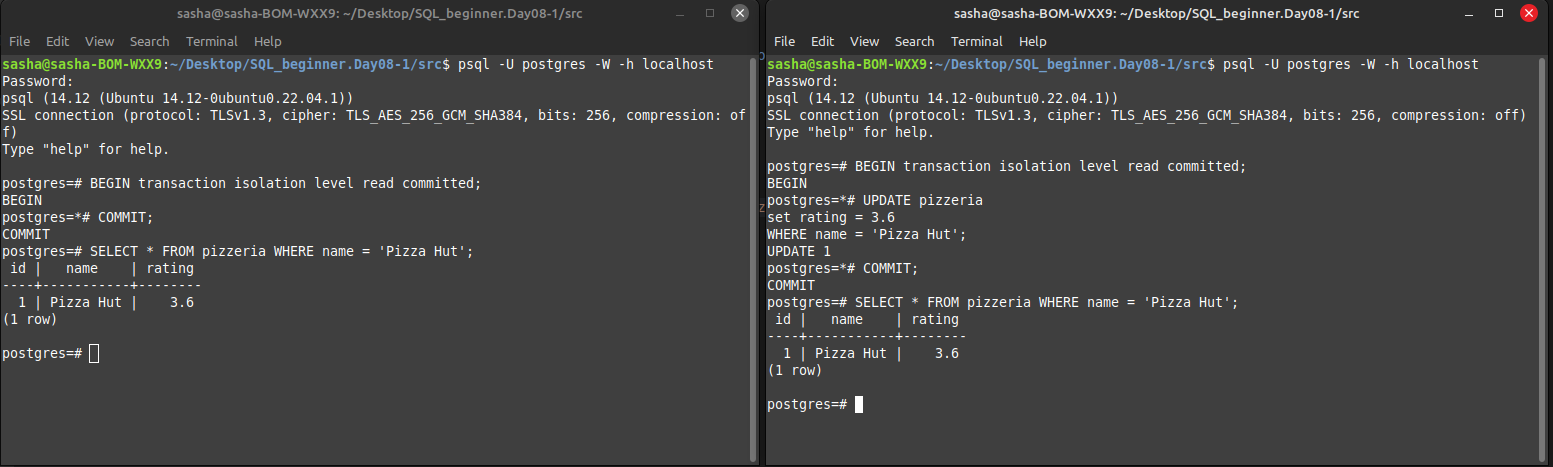 sasha@sasha-BOM-WXX9: ~/Desktop/SQL_beginner.Day08-1/src
File Edit View Search Terminal Help
sasha@sasha-BOM-WXX9:~/Desktop/SQL_beginner.Day08-1/src$ psql -U postgres -W -h localhost
Password:
psql (14.12 (Ubuntu 14.12-0ubuntu0.22.04.1))
SSL connection (protocol: TLSv1.3, cipher: TLS_AES_256_GCM_SHA384, bits: 256, compression: of
f)
Type "help" for help.
postgres=# BEGIN transaction isolation level read committed;
BEGIN
postgres=*# COMMIT;
COMMIT
postgres=# SELECT * FROM pizzeria WHERE name = 'Pizza Hut';
 id |   name    | rating
----+-----------+--------
  1 | Pizza Hut |    3.6
(1 row)
postgres=#
sasha@sasha-BOM-WXX9: ~/Desktop/SQL_beginner.Day08-1/src
File Edit View Search Terminal Help
sasha@sasha-BOM-WXX9:~/Desktop/SQL_beginner.Day08-1/src$ psql -U postgres -W -h localhost
Password:
psql (14.12 (Ubuntu 14.12-0ubuntu0.22.04.1))
SSL connection (protocol: TLSv1.3, cipher: TLS_AES_256_GCM_SHA384, bits: 256, compression: off)
Type "help" for help.
postgres=# BEGIN transaction isolation level read committed;
BEGIN
postgres=*# UPDATE pizzeria
set rating = 3.6
WHERE name = 'Pizza Hut';
UPDATE 1
postgres=*# COMMIT;
COMMIT
postgres=# SELECT * FROM pizzeria WHERE name = 'Pizza Hut';
 id |   name    | rating
----+-----------+--------
  1 | Pizza Hut |    3.6
(1 row)
postgres=#